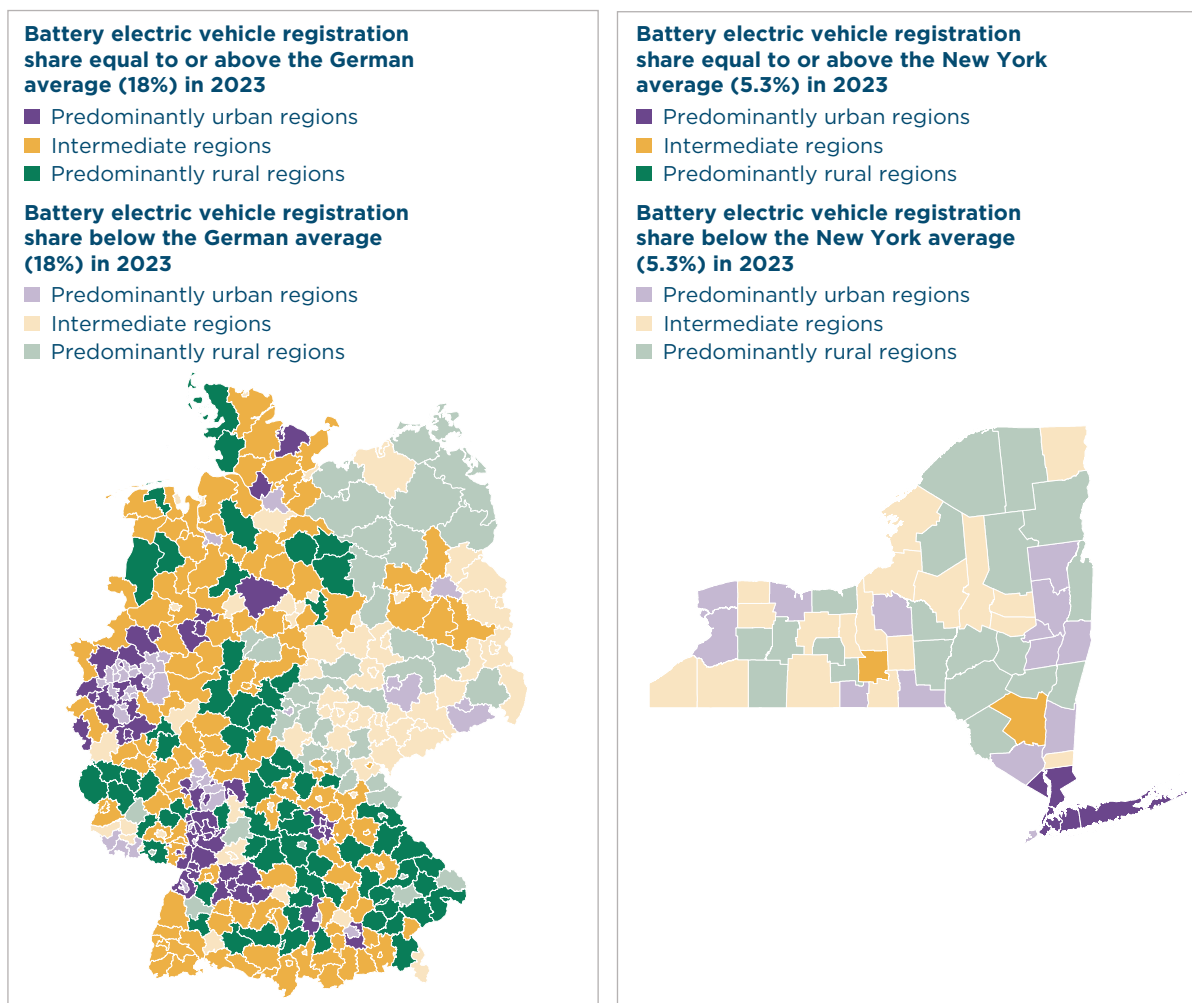 Battery electric vehicle registration
share equal to or above the German
average (18%) in 2023
Predominantly urban regions
Intermediate regions
Predominantly rural regions
Battery electric vehicle registration
share below the German average
(18%) in 2023
Predominantly urban regions
Intermediate regions
Predominantly rural regions
Battery electric vehicle registration
share equal to or above the New York
average (5.3%) in 2023
Predominantly urban regions
Intermediate regions
Predominantly rural regions
Battery electric vehicle registration
share below the New York average
(5.3%) in 2023
Predominantly urban regions
Intermediate regions
Predominantly rural regions